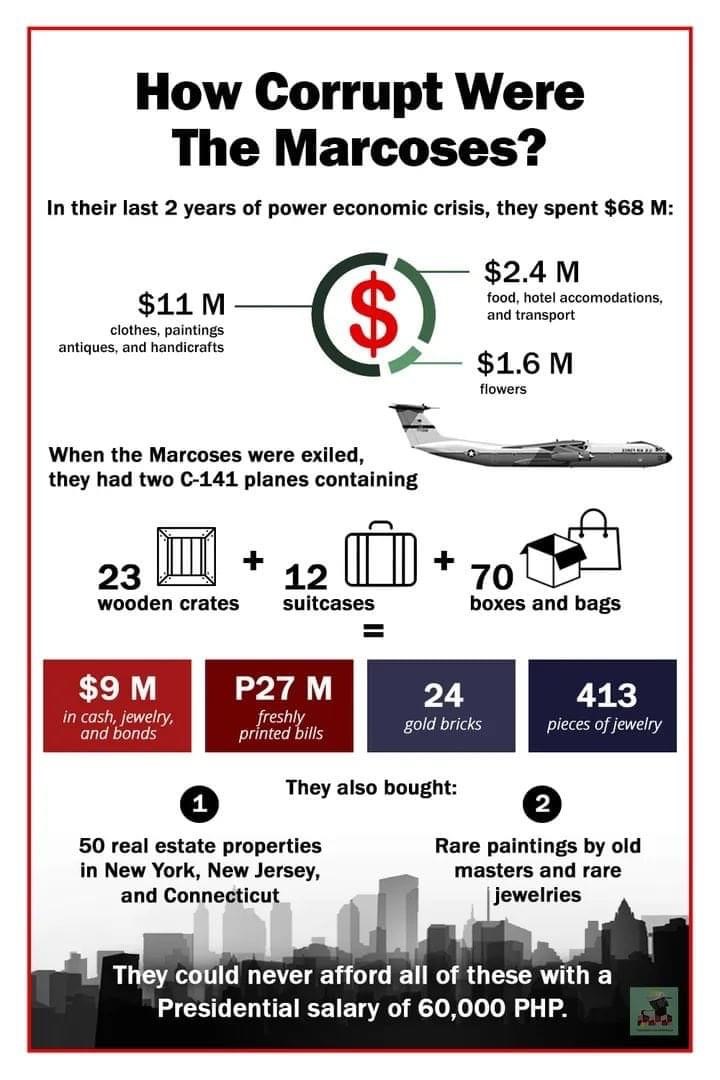 How Corrupt Were
The Marcoses?
In their last 2 years of power economic crisis, they spent $68 M:
$11 M
clothes, paintings
antiques, and handicrafts
$
$2.4 M
food, hotel accomodations,
and transport
$1.6 M
flowers
When the Marcoses were exiled,
they had two C-141 planes containing
23
wooden crates
+
12
suitcases
+
70
boxes and bags
=
$9 M
in cash, jewelry,
and bonds
P27 M
freshly
printed bills
24
gold bricks
413
pieces of jewelry
They also bought:
1
50 real estate properties
in New York, New Jersey,
and Connecticut
2
Rare paintings by old
masters and rare
jewelries
They could never afford all of these with a
Presidential salary of 60,000 PHP.